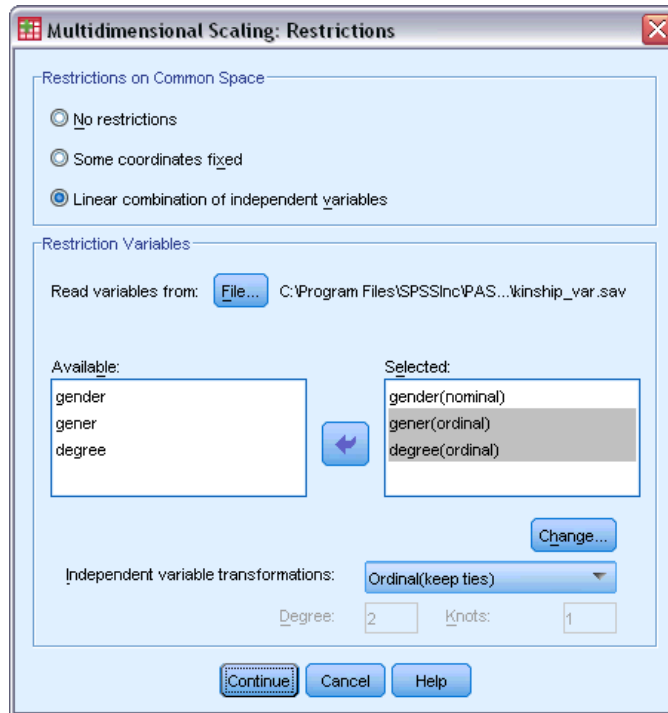 Multidimensional Scaling: Restrictions
Restrictions on Common Space
No restrictions
Some coordinates fixed
Linear combination of independent variables
Restriction Variables
Read variables from: File... C:\Program Files\SPSSInc\PAS...\kinship_var.sav
Available: Selected:
gender gender(nominal)
gener gener(ordinal)
degree degree(ordinal)
Change...
Independent variable transformations: Ordinal(keep ties)
Degree: 2 Knots: 1
Continue Cancel Help